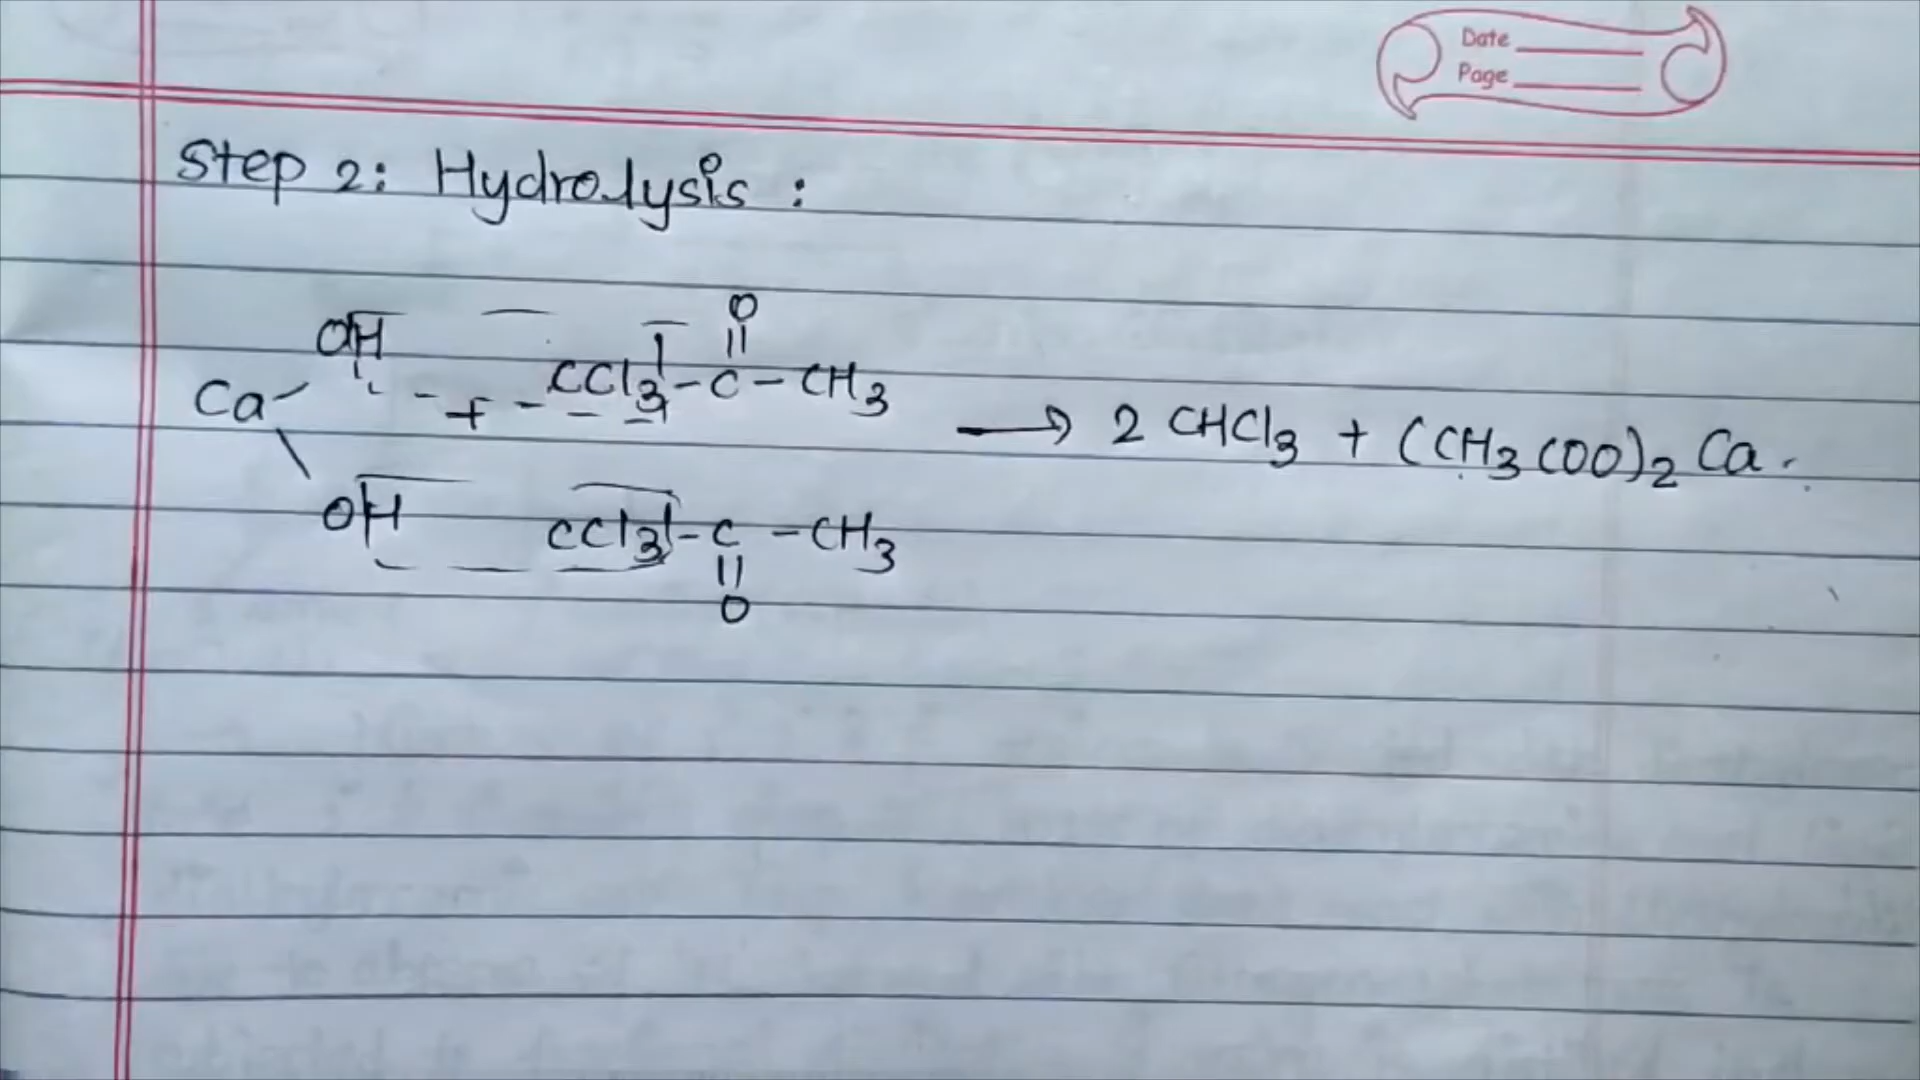 Date
Page
Step 2: Hydrolysis:
O
||
OH CCl3-C-CH3
Ca + → 2 CHCl3 + (CH3COO)2 Ca.
OH CCl3-C-CH3
||
O